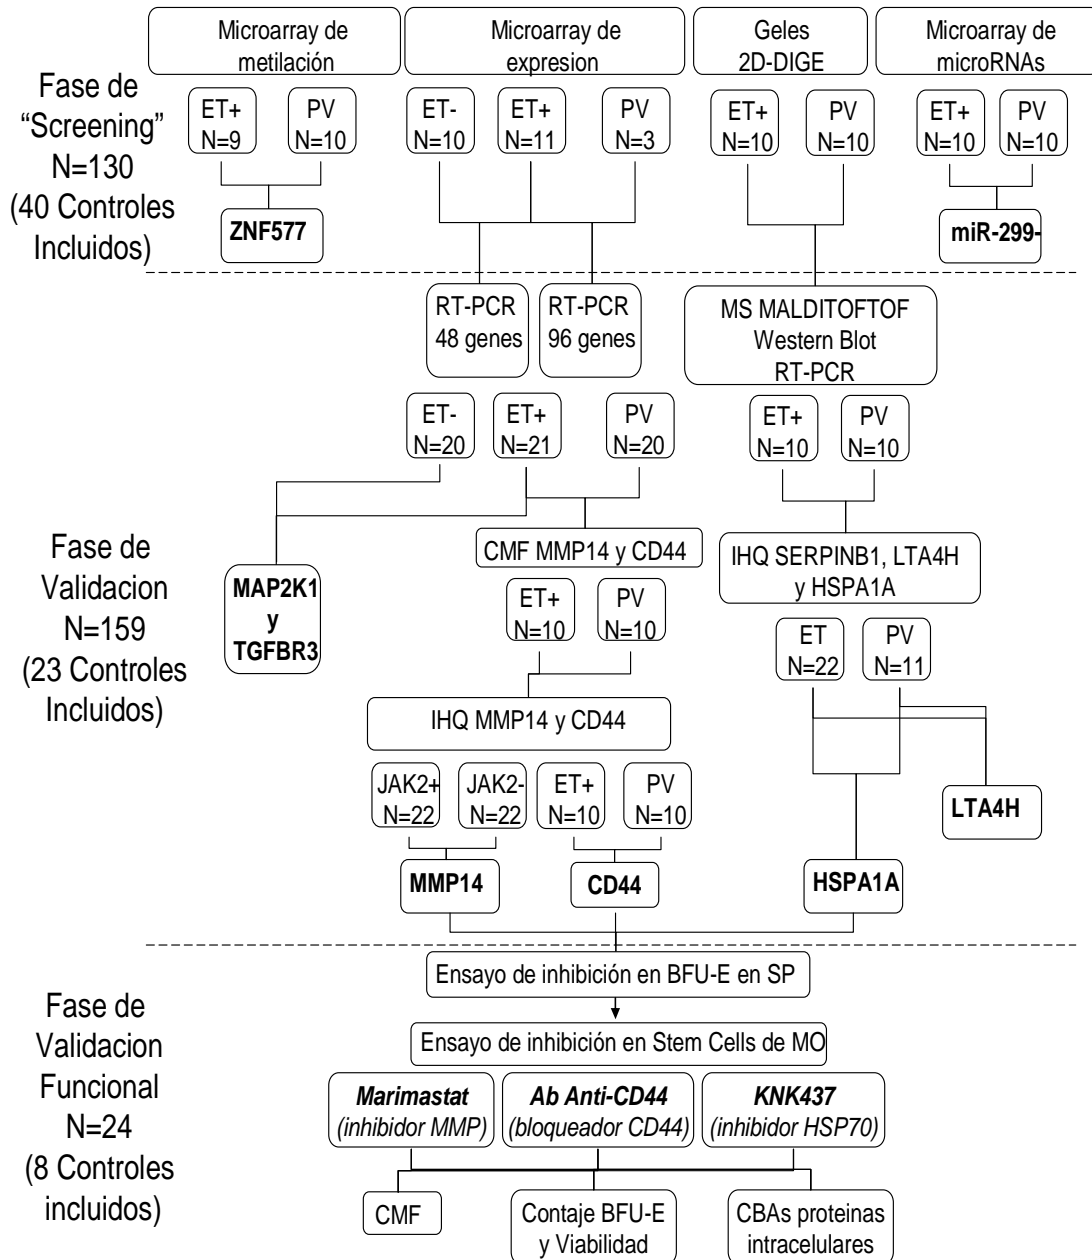 Microarray de
metilación
Microarray de
expresion
Geles
2D-DIGE
Microarray de
microRNAs
Fase de
“Screening”
N=130
(40 Controles
Incluidos)
ET+
N=9
PV
N=10
ET-
N=10
ET+
N=11
PV
N=3
ET+
N=10
PV
N=10
ET+
N=10
PV
N=10
ZNF577
miR-299-
RT-PCR
48 genes
RT-PCR
96 genes
MS MALDITOFTOF
Western Blot
RT-PCR
Fase de
Validacion
N=159
(23 Controles
Incluidos)
ET-
N=20
ET+
N=21
PV
N=20
ET+
N=10
PV
N=10
CMF MMP14 y CD44
IHQ SERPINB1, LTA4H
y HSPA1A
MAP2K1
y
TGFBR3
ET+
N=10
PV
N=10
ET
N=22
PV
N=11
IHQ MMP14 y CD44
JAK2+
N=22
JAK2-
N=22
ET+
N=10
PV
N=10
LTA4H
MMP14
CD44
HSPA1A
Fase de
Validacion
Funcional
N=24
(8 Controles
incluidos)
Ensayo de inhibición en BFU-E en SP
Ensayo de inhibición en Stem Cells de MO
Marimastat
(inhibidor MMP)
Ab Anti-CD44
(bloqueador CD44)
KNK437
(inhibidor HSP70)
CMF
Contaje BFU-E
y Viabilidad
CBAs proteinas
intracelulares